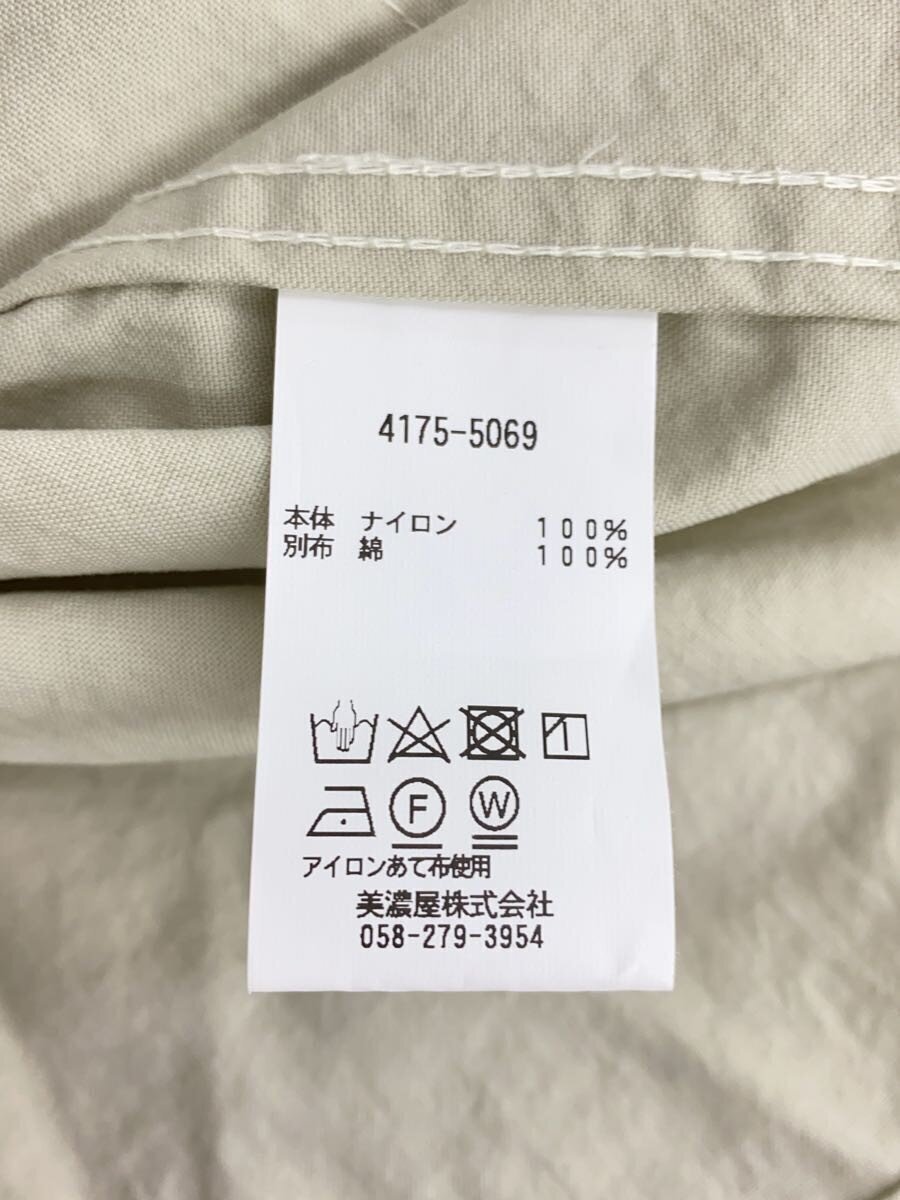 4175-5069
本体 ナイロン 100%
別布 綿 100%
F W
アイロンあて布使用
美濃屋株式会社
058-279-3954